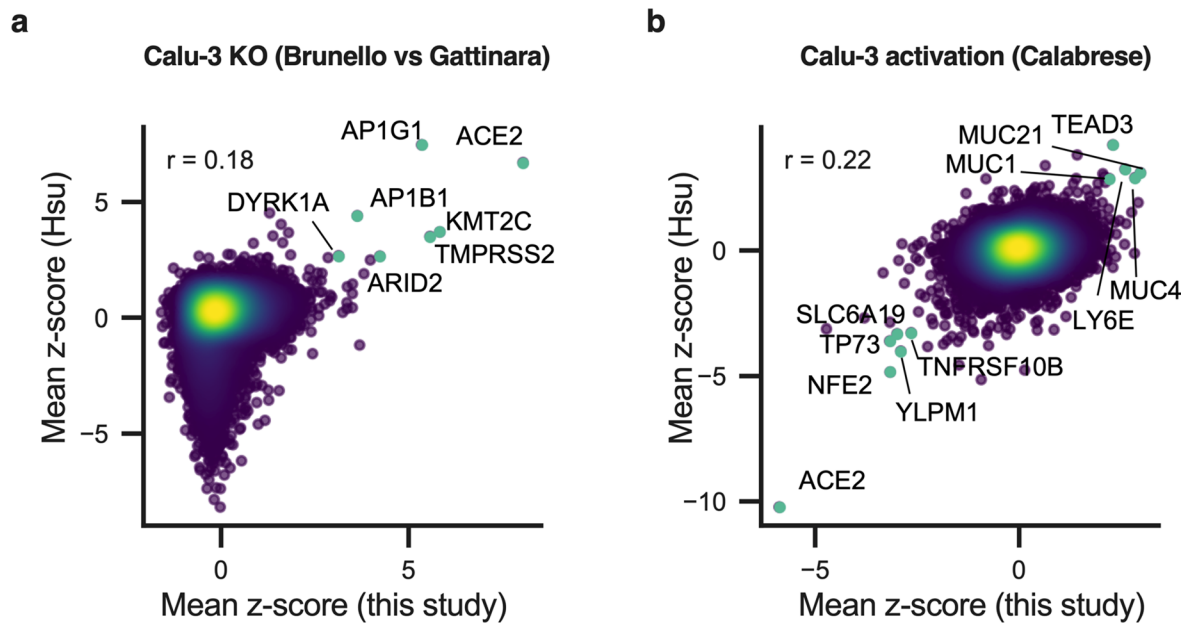 a
Calu-3 KO (Brunello vs Gattinara)
r = 0.18
AP1G1
ACE2
DYRK1A
AP1B1
KMT2C
TMPRSS2
ARID2
Mean z-score (Hsu)
5
0
−5
0
5
Mean z-score (this study)
b
Calu-3 activation (Calabrese)
r = 0.22
MUC21
TEAD3
MUC1
MUC4
LY6E
SLC6A19
TP73
TNFRSF10B
NFE2
YLPM1
ACE2
Mean z-score (Hsu)
0
−5
−10
−5
0
Mean z-score (this study)